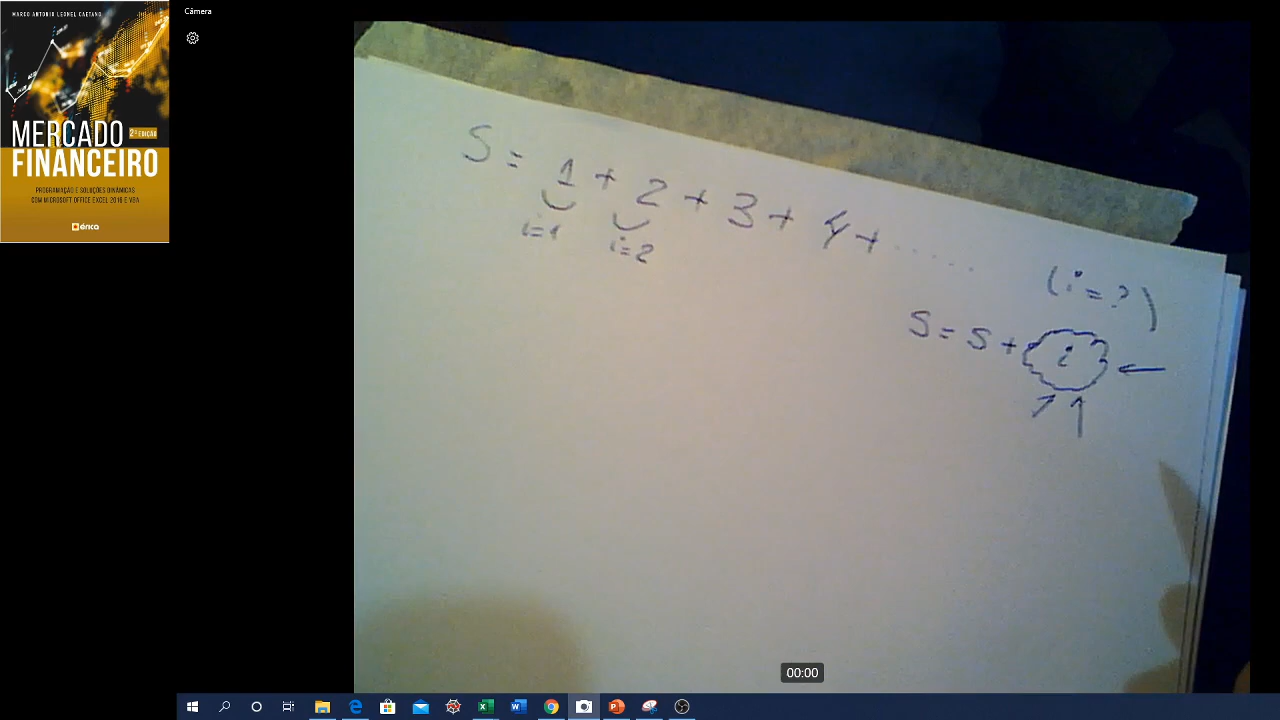 MARCO ANTONIO LEONEL CAETANO
MERCADO 2ª EDIÇÃO
FINANCEIRO
PROGRAMAÇÃO E SOLUÇÕES DINÂMICAS
COM MICROSOFT OFFICE EXCEL 2016 E VBA
érica
Câmera
S = 1 + 2 + 3 + 4 + .....
i=1 i=2
(i=?)
S = S + i
00:00